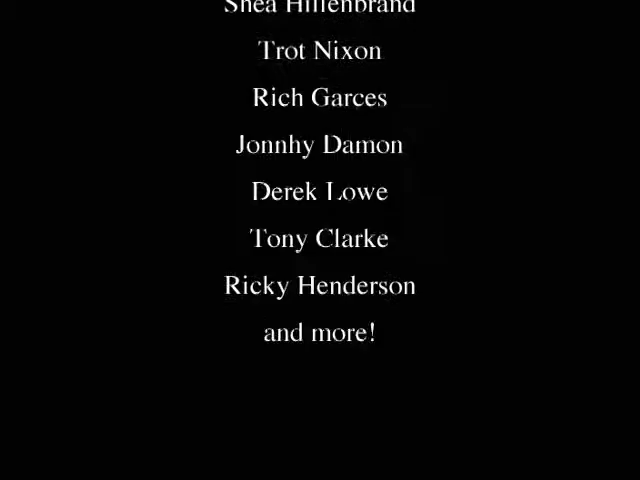 Shea Hillenbrand
Trot Nixon
Rich Garces
Jonnhy Damon
Derek Lowe
Tony Clarke
Ricky Henderson
and more!